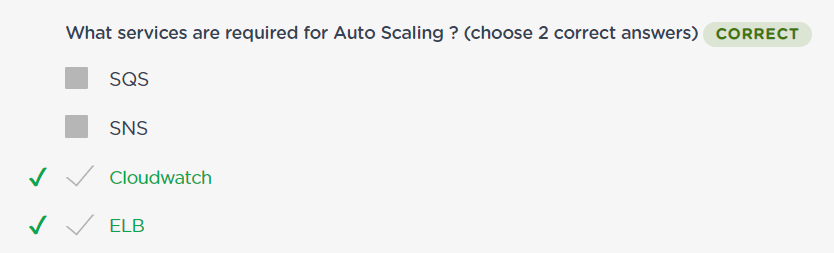 What services are required for Auto Scaling ? (choose 2 correct answers) CORRECT
SQS
SNS
Cloudwatch
ELB